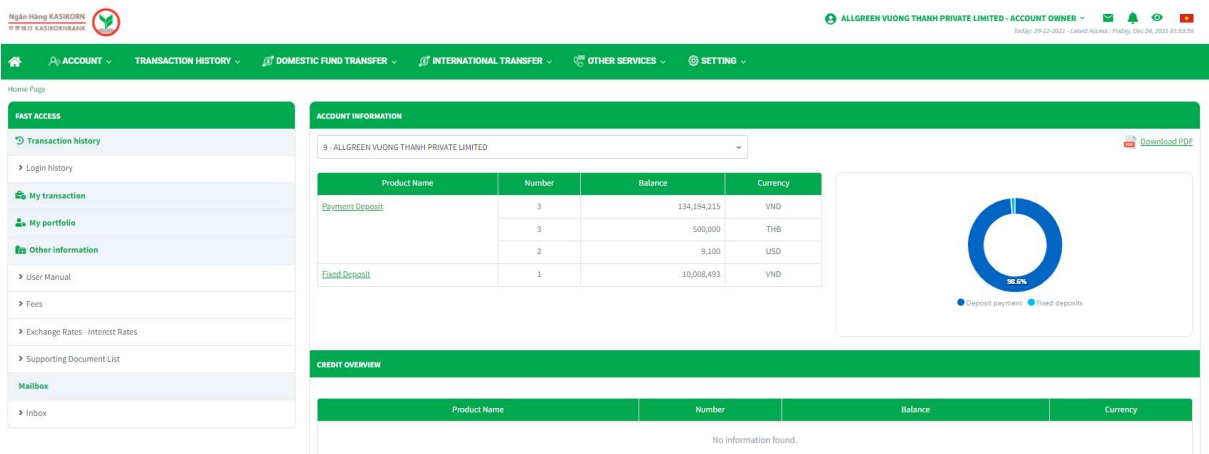 Ngân Hàng KASIKORN
KASIKORNBANK
ALLGREEN VUONG THANH PRIVATE LIMITED - ACCOUNT OWNER
Today: 29-12-2021 - Latest Access : Friday, Dec 24, 2021 01:53:59
ACCOUNT
TRANSACTION HISTORY
DOMESTIC FUND TRANSFER
INTERNATIONAL TRANSFER
OTHER SERVICES
SETTING
Home Page
FAST ACCESS
Transaction history
> Login history
My transaction
My portfolio
Other information
> User Manual
> Fees
> Exchange Rates - Interest Rates
> Supporting Document List
Mailbox
> Inbox
ACCOUNT INFORMATION
9 - ALLGREEN VUONG THANH PRIVATE LIMITED
Download PDF
Product Name Number Balance Currency
Payment Deposit 3 134,194,215 VND
3 500,000 THB
2 9,100 USD
Fixed Deposit 1 10,008,493 VND
98.6%
Deposit payment Fixed deposits
CREDIT OVERVIEW
Product Name Number Balance Currency
No information found.